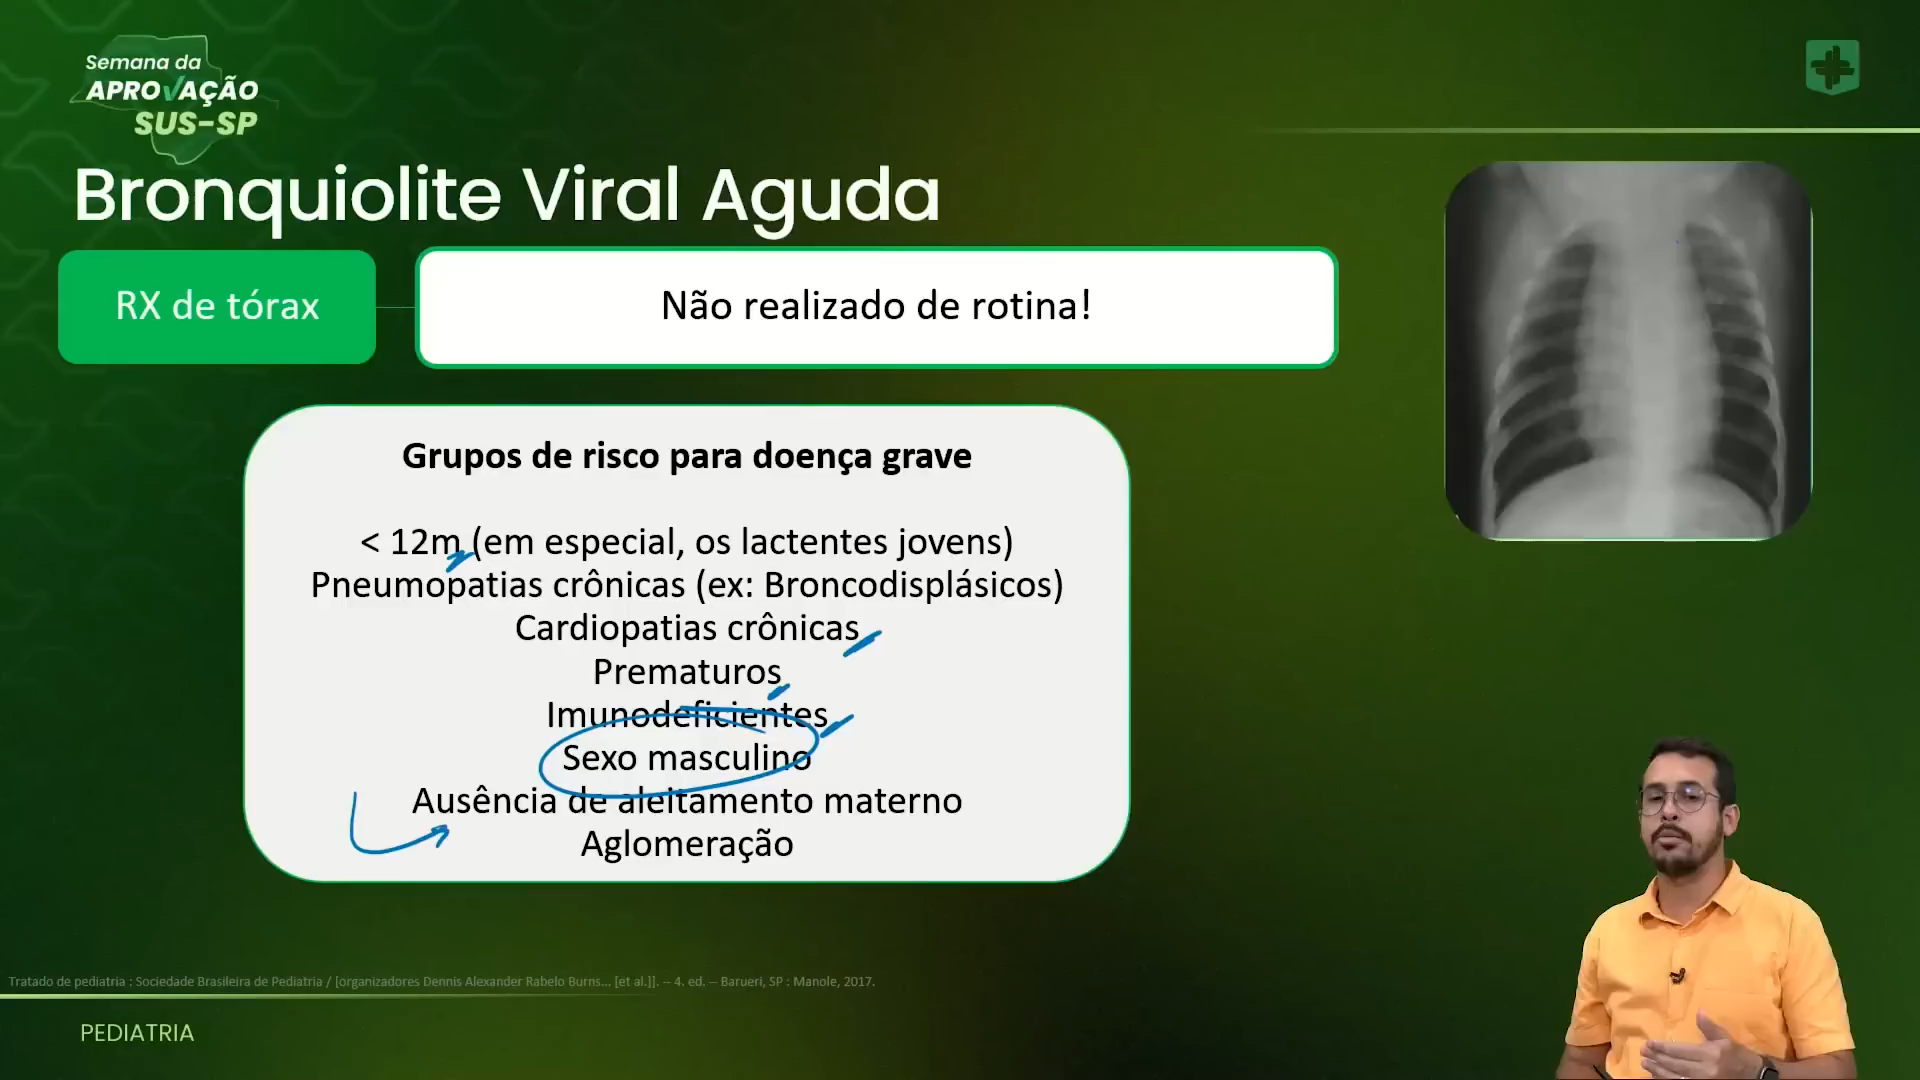 Semana da
APROVAÇÃO
SUS-SP
Bronquiolite Viral Aguda
RX de tórax
Não realizado de rotina!
Grupos de risco para doença grave
< 12m (em especial, os lactentes jovens)
Pneumopatias crônicas (ex: Broncodisplásicos)
Cardiopatias crônicas
Prematuros
Imunodeficientes
Sexo masculino
Ausência de aleitamento materno
Aglomeração
Tratado de pediatria : Sociedade Brasileira de Pediatria / [organizadores Dennis Alexander Rabelo Burns... [et al.]]. – 4. ed. – Barueri, SP : Manole, 2017.
PEDIATRIA